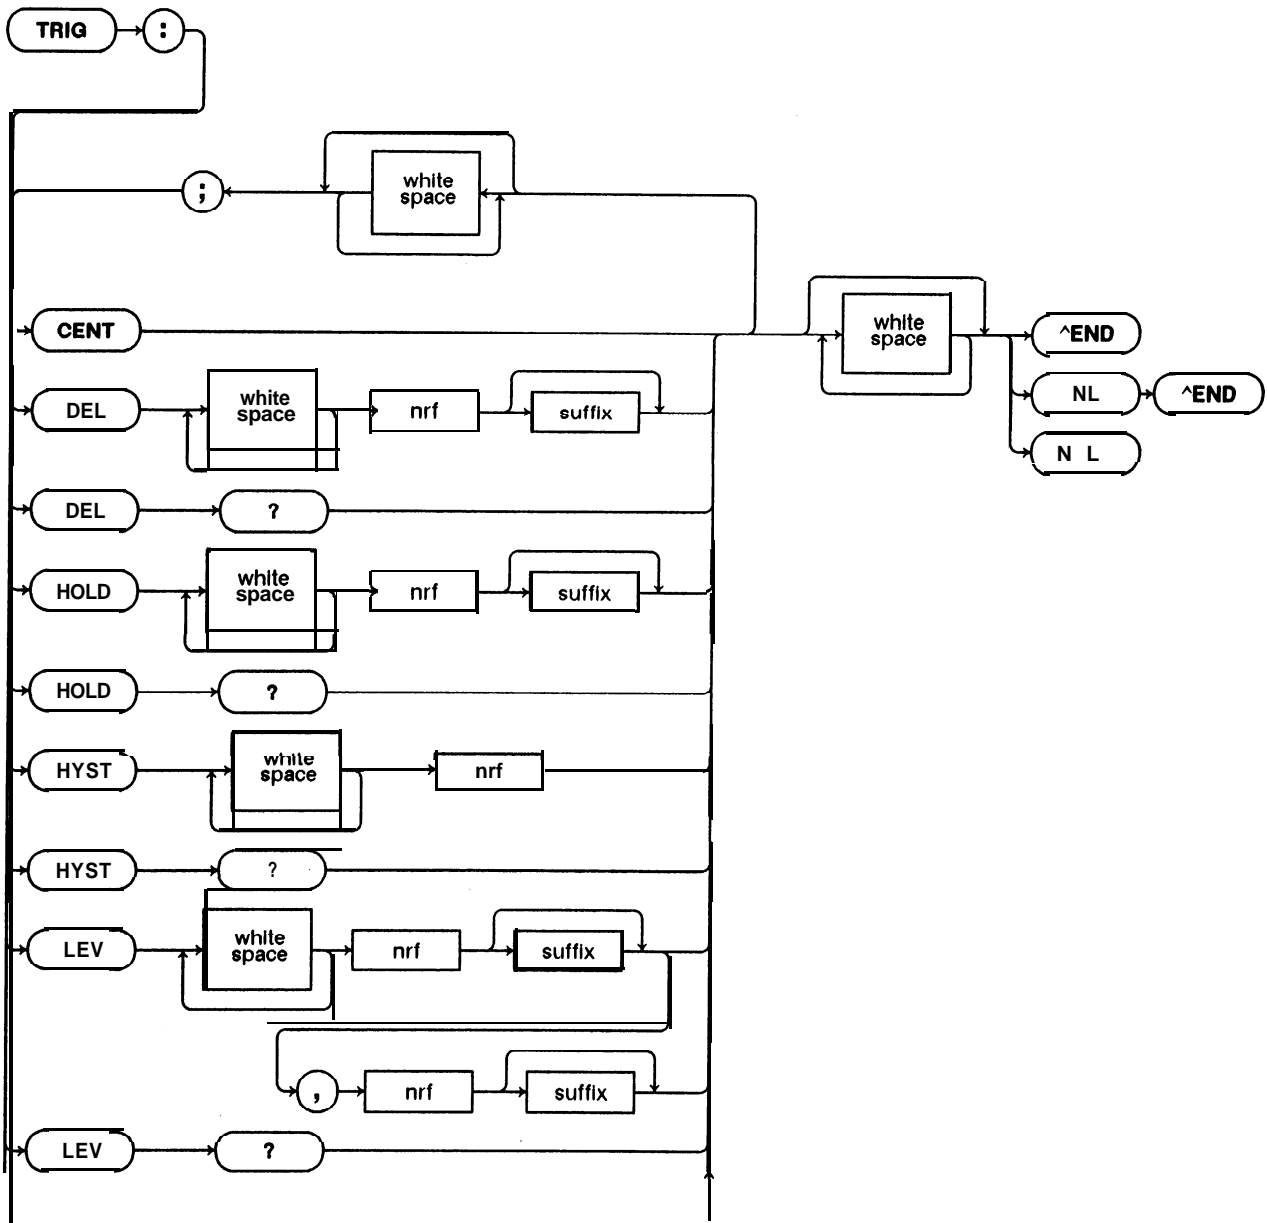 TRIG :
; white space
CENT white space ^END
DEL white space nrf suffix NL ^END
N L
DEL ?
HOLD white space nrf suffix
HOLD ?
HYST white space nrf
HYST ?
LEV white space nrf suffix
, nrf suffix
LEV ?